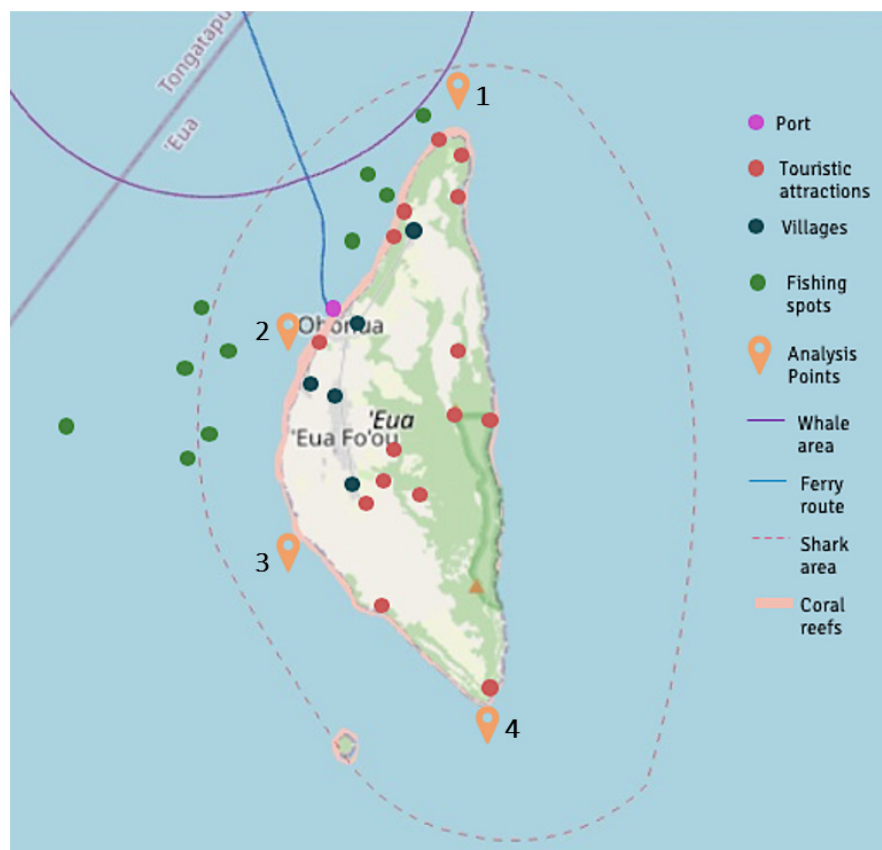 Tongatapu
'Eua
1
2
Ohonua
'Eua
'Eua Fo'ou
3
4
Port
Touristic
attractions
Villages
Fishing
spots
Analysis
Points
Whale
area
Ferry
route
Shark
area
Coral
reefs